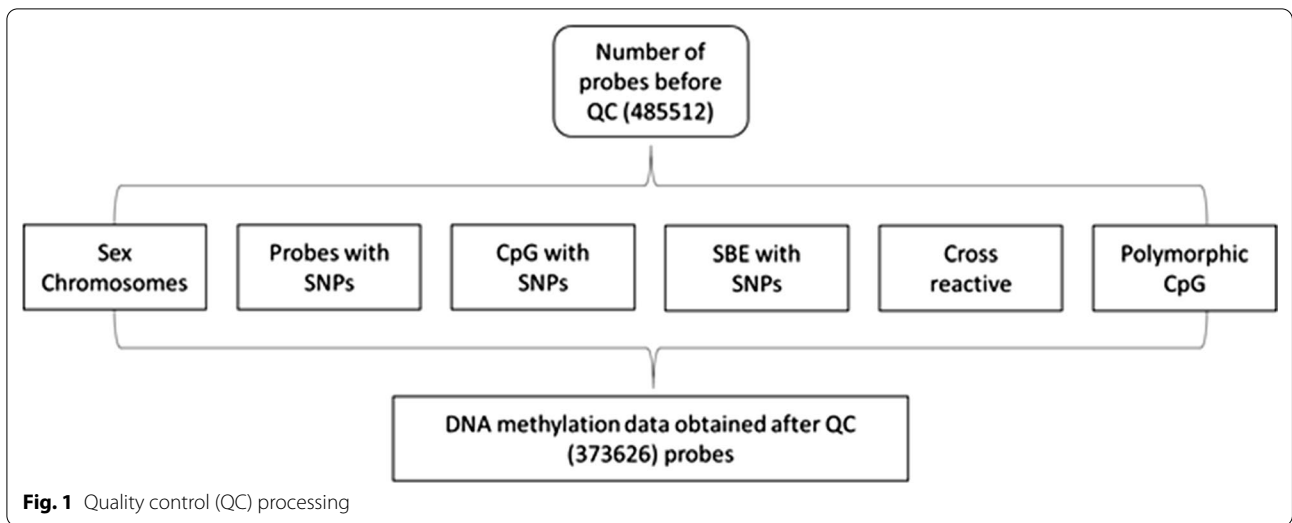 Number of
probes before
QC (485512)
Sex
Chromosomes
Probes with
SNPs
CpG with
SNPs
SBE with
SNPs
Cross
reactive
Polymorphic
CpG
DNA methylation data obtained after QC
(373626) probes
Fig. 1 Quality control (QC) processing